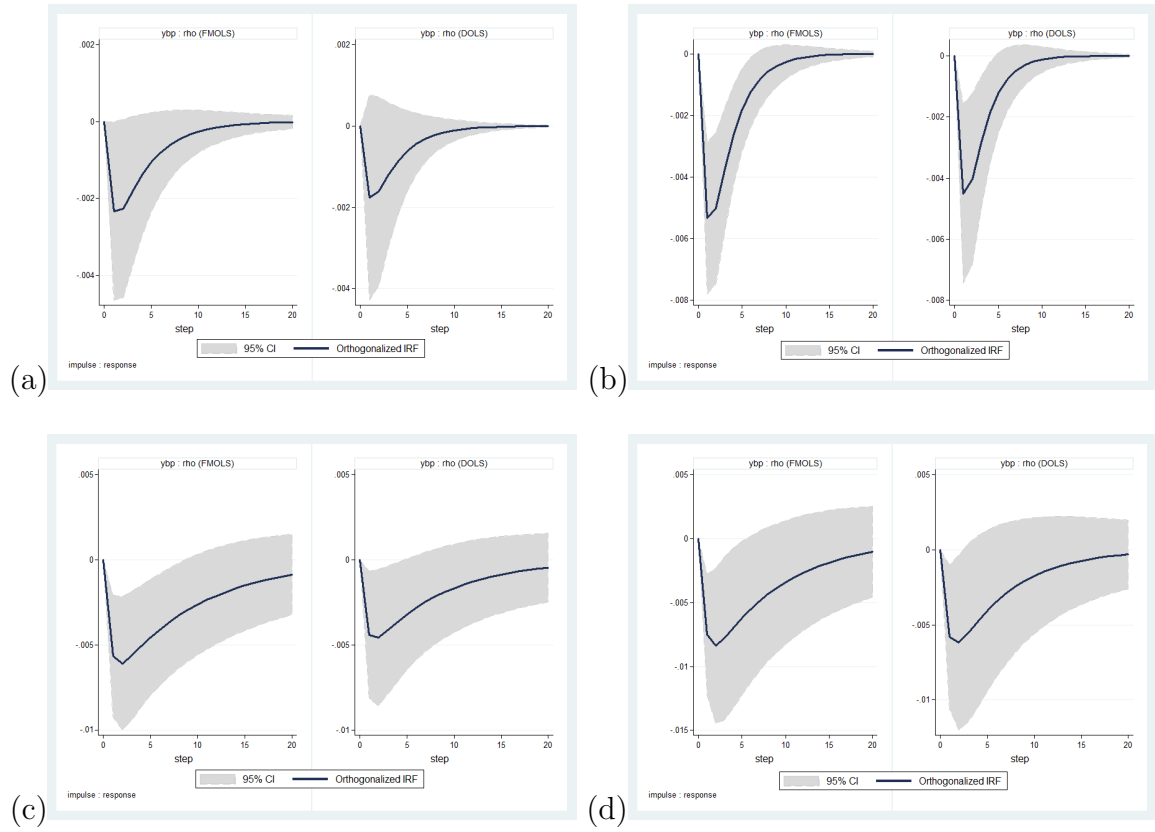 ybp : rho (FMOLS)
ybp : rho (DOLS)
.002
0
-.002
-.004
0 5 10 15 20
step
.002
0
-.002
-.004
0 5 10 15 20
step
95% CI Orthogonalized IRF
impulse : response
(a)
ybp : rho (FMOLS)
ybp : rho (DOLS)
0
-.002
-.004
-.006
-.008
0 5 10 15 20
step
0
-.002
-.004
-.006
-.008
0 5 10 15 20
step
95% CI Orthogonalized IRF
impulse : response
(b)
ybp : rho (FMOLS)
ybp : rho (DOLS)
.005
0
-.005
-.01
0 5 10 15 20
step
.005
0
-.005
-.01
0 5 10 15 20
step
95% CI Orthogonalized IRF
impulse : response
(c)
ybp : rho (FMOLS)
ybp : rho (DOLS)
.005
0
-.005
-.01
-.015
0 5 10 15 20
step
.005
0
-.005
-.01
0 5 10 15 20
step
95% CI Orthogonalized IRF
impulse : response
(d)